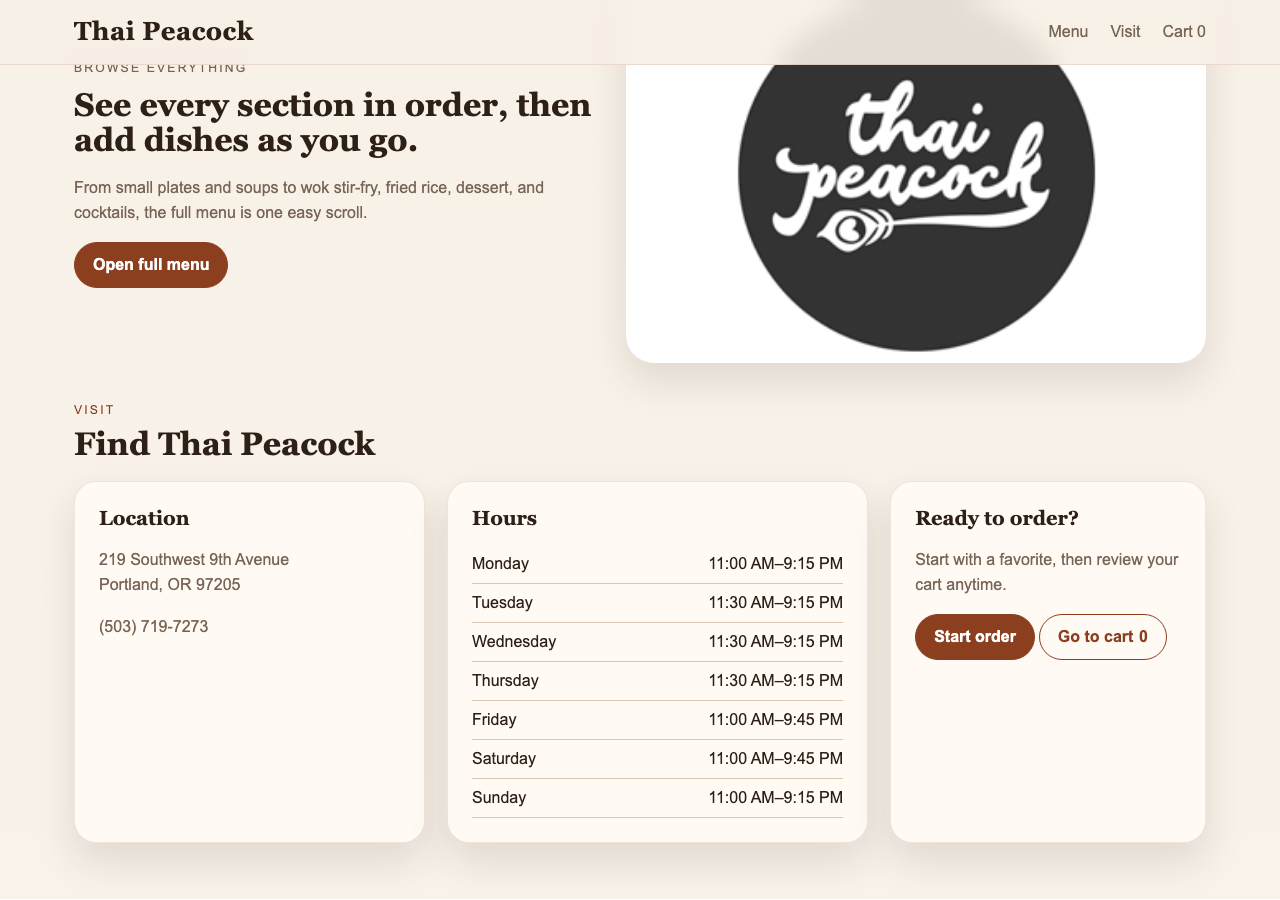 Thai Peacock
Menu Visit Cart 0
BROWSE EVERYTHING
See every section in order, then
add dishes as you go.
From small plates and soups to wok stir-fry, fried rice, dessert, and
cocktails, the full menu is one easy scroll.
Open full menu
thai
peacock
VISIT
Find Thai Peacock
Location
219 Southwest 9th Avenue
Portland, OR 97205
(503) 719-7273
Hours
Monday 11:00 AM–9:15 PM
Tuesday 11:30 AM–9:15 PM
Wednesday 11:30 AM–9:15 PM
Thursday 11:30 AM–9:15 PM
Friday 11:00 AM–9:45 PM
Saturday 11:00 AM–9:45 PM
Sunday 11:00 AM–9:15 PM
Ready to order?
Start with a favorite, then review your
cart anytime.
Start order
Go to cart 0